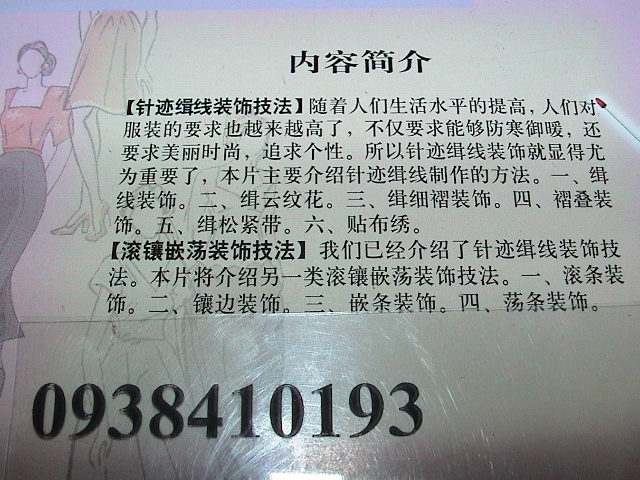 内容简介
【针迹缉线装饰技法】随着人们生活水平的提高，人们对
服装的要求也越来越高了，不仅要求能够防寒御暖，还
要求美丽时尚，追求个性。所以针迹缉线装饰就显得尤
为重要了，本片主要介绍针迹缉线制作的方法。一、缉
线装饰。二、缉云纹花。三、缉细褶装饰。四、褶叠装
饰。五、缉松紧带。六、贴布绣。
【滚镶嵌荡装饰技法】我们已经介绍了针迹缉线装饰技
法。本片将介绍另一类滚镶嵌荡装饰技法。一、滚条装
饰。二、镶边装饰。三、嵌条装饰。四、荡条装饰。
0938410193